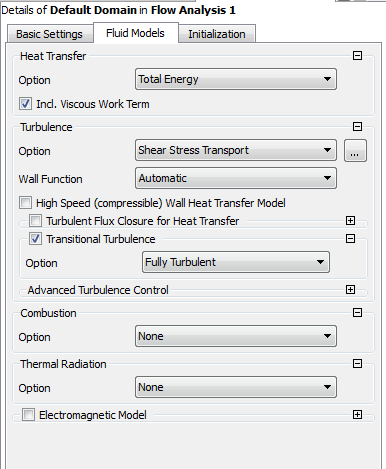 Details of Default Domain in Flow Analysis 1
Basic Settings Fluid Models Initialization
Heat Transfer
Option Total Energy
Incl. Viscous Work Term
Turbulence
Option Shear Stress Transport ...
Wall Function Automatic
High Speed (compressible) Wall Heat Transfer Model
Turbulent Flux Closure for Heat Transfer
Transitional Turbulence
Option Fully Turbulent
Advanced Turbulence Control
Combustion
Option None
Thermal Radiation
Option None
Electromagnetic Model